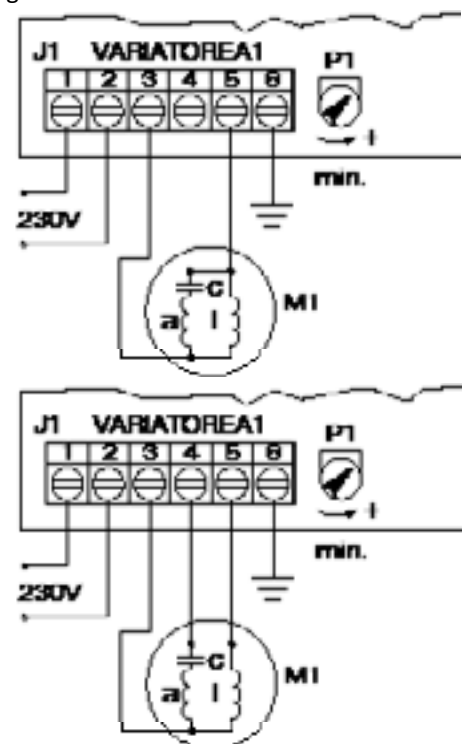 J1 VARIATOREA1 P1
1 2 3 4 5 6
+
min.
230V
C
M1
a l
J1 VARIATOREA1 P1
1 2 3 4 5 6
+
min.
230V
C
M1
a l